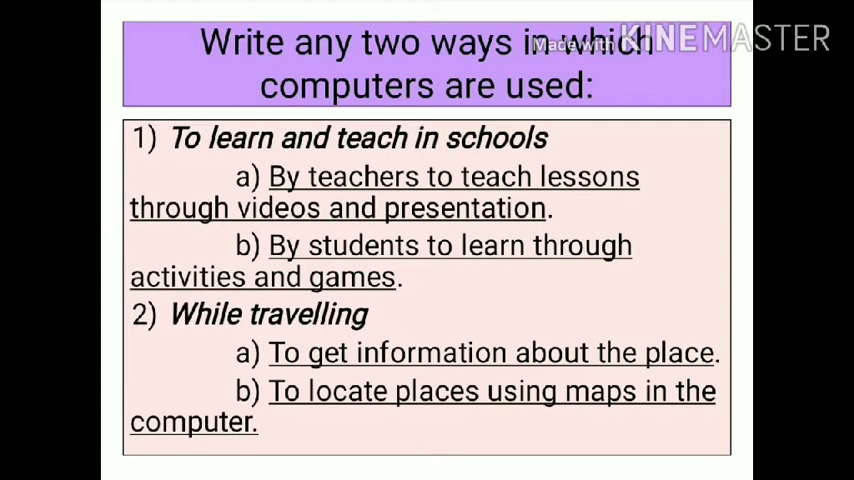 Write any two ways in which
Made with KINEMASTER
computers are used:
1) To learn and teach in schools
a) By teachers to teach lessons
through videos and presentation.
b) By students to learn through
activities and games.
2) While travelling
a) To get information about the place.
b) To locate places using maps in the
computer.